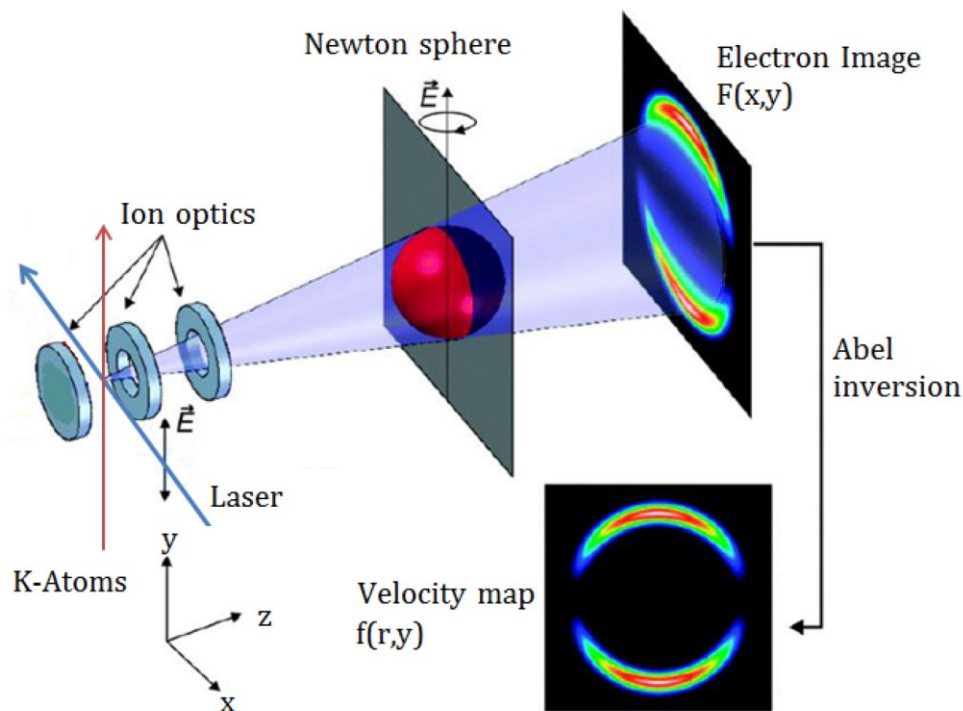 Newton sphere
Electron Image
F(x,y)
E⃗
Ion optics
Abel
inversion
E⃗
Laser
y
K-Atoms
z
x
Velocity map
f(r,y)